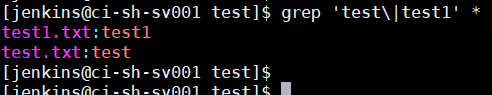 [jenkins@ci-sh-sv001 test]$ grep 'test\|test1' *
test1.txt:test1
test.txt:test
[jenkins@ci-sh-sv001 test]$
[jenkins@ci-sh-sv001 test]$